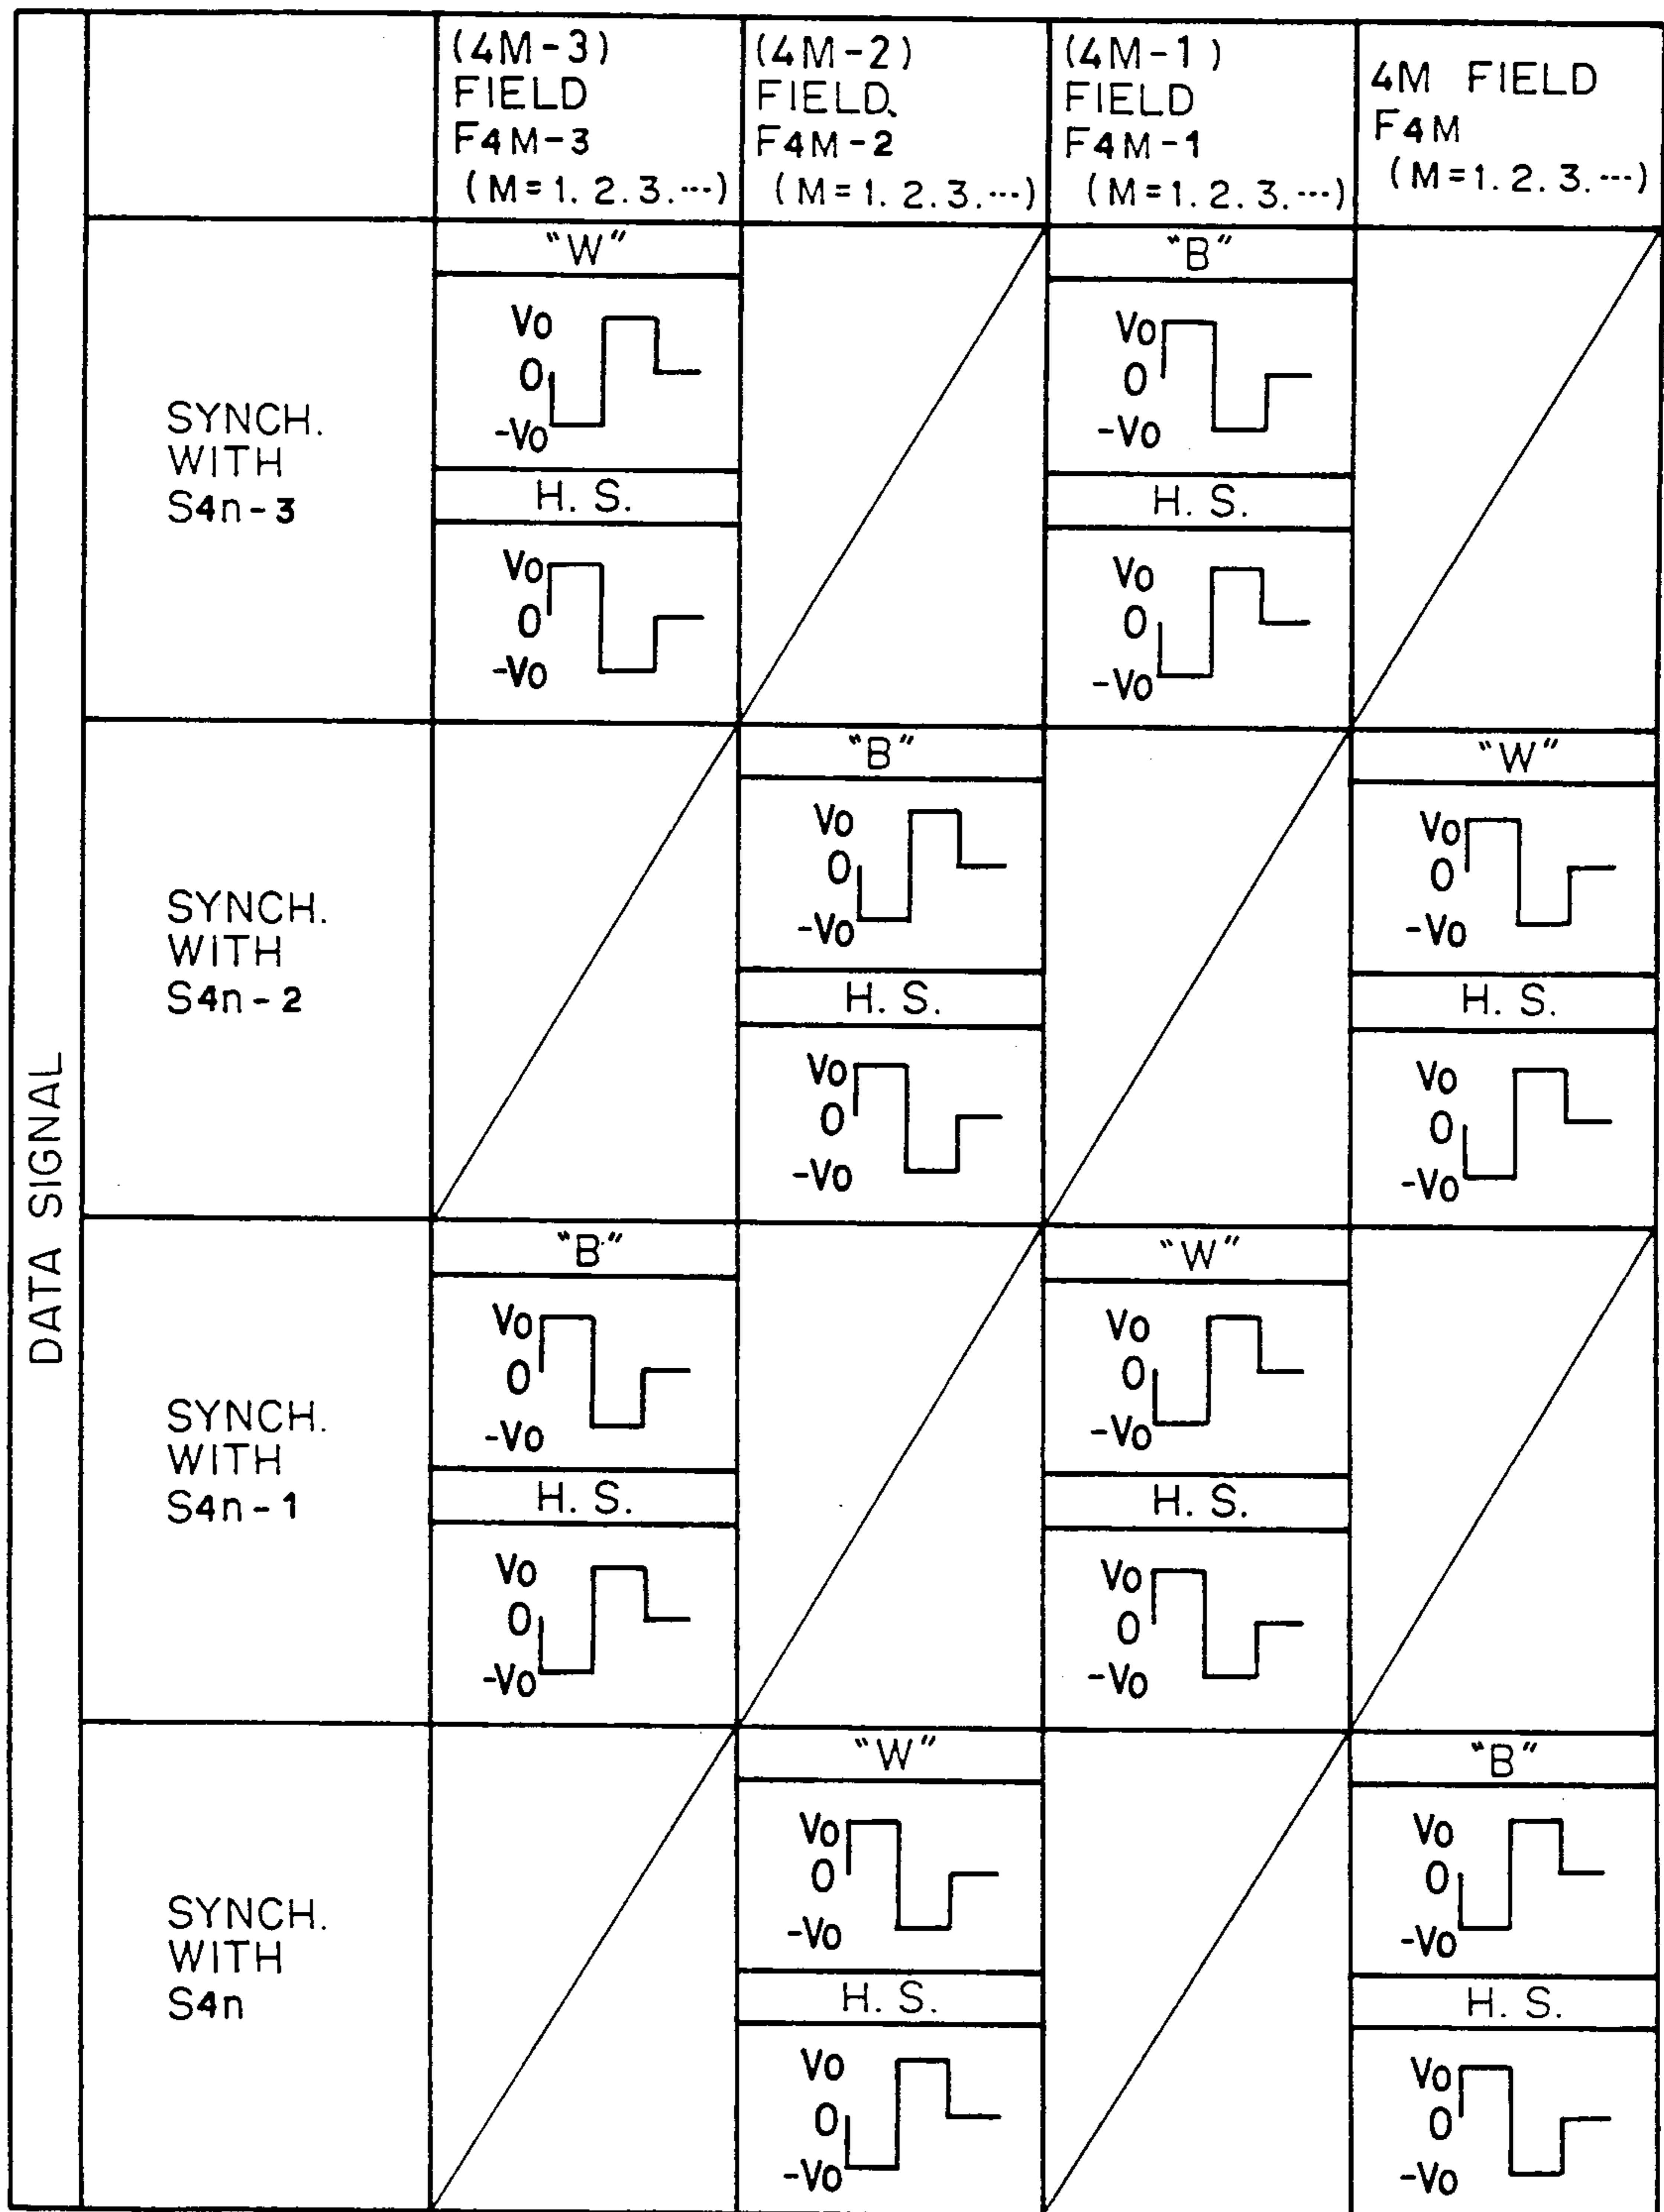 DATA SIGNAL
(4M-3)
FIELD
F4M-3
(M=1.2.3.---)
(4M-2)
FIELD
F4M-2
(M=1.2.3.---)
(4M-1)
FIELD
F4M-1
(M=1.2.3.---)
4M FIELD
F4M
(M=1.2.3.---)
SYNCH.
WITH
S4n-3
"W"
Vo
0
-Vo
H. S.
Vo
0
-Vo
"B"
Vo
0
-Vo
H. S.
Vo
0
-Vo
SYNCH.
WITH
S4n-2
"B"
Vo
0
-Vo
H. S.
Vo
0
-Vo
"W"
Vo
0
-Vo
H. S.
Vo
0
-Vo
SYNCH.
WITH
S4n-1
"B"
Vo
0
-Vo
H. S.
Vo
0
-Vo
"W"
Vo
0
-Vo
H. S.
Vo
0
-Vo
SYNCH.
WITH
S4n
"W"
Vo
0
-Vo
H. S.
Vo
0
-Vo
"B"
Vo
0
-Vo
H. S.
Vo
0
-Vo